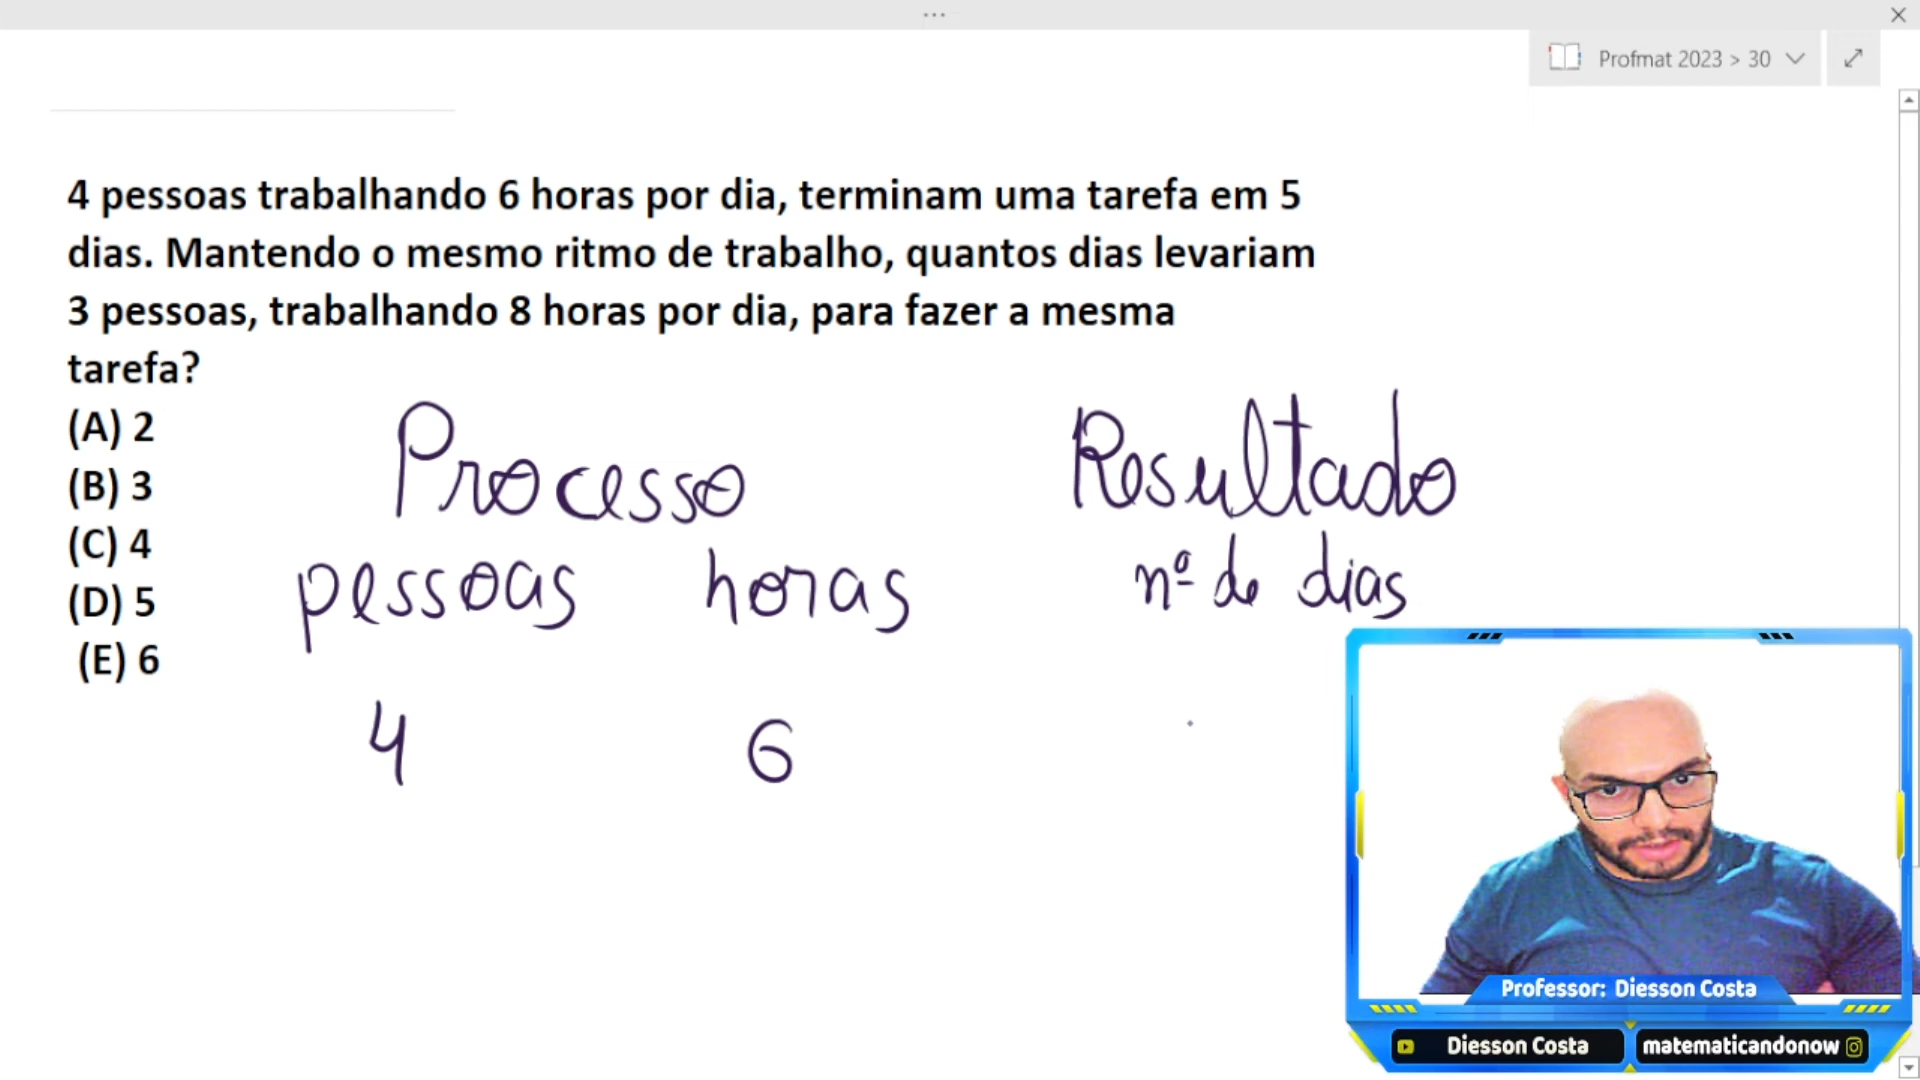 ...
Profmat 2023 > 30
4 pessoas trabalhando 6 horas por dia, terminam uma tarefa em 5
dias. Mantendo o mesmo ritmo de trabalho, quantos dias levariam
3 pessoas, trabalhando 8 horas por dia, para fazer a mesma
tarefa?
(A) 2
(B) 3
(C) 4
(D) 5
(E) 6
Processo Resultado
pessoas horas nº de dias
4 6
Professor: Diesson Costa
Diesson Costa matematicandonow